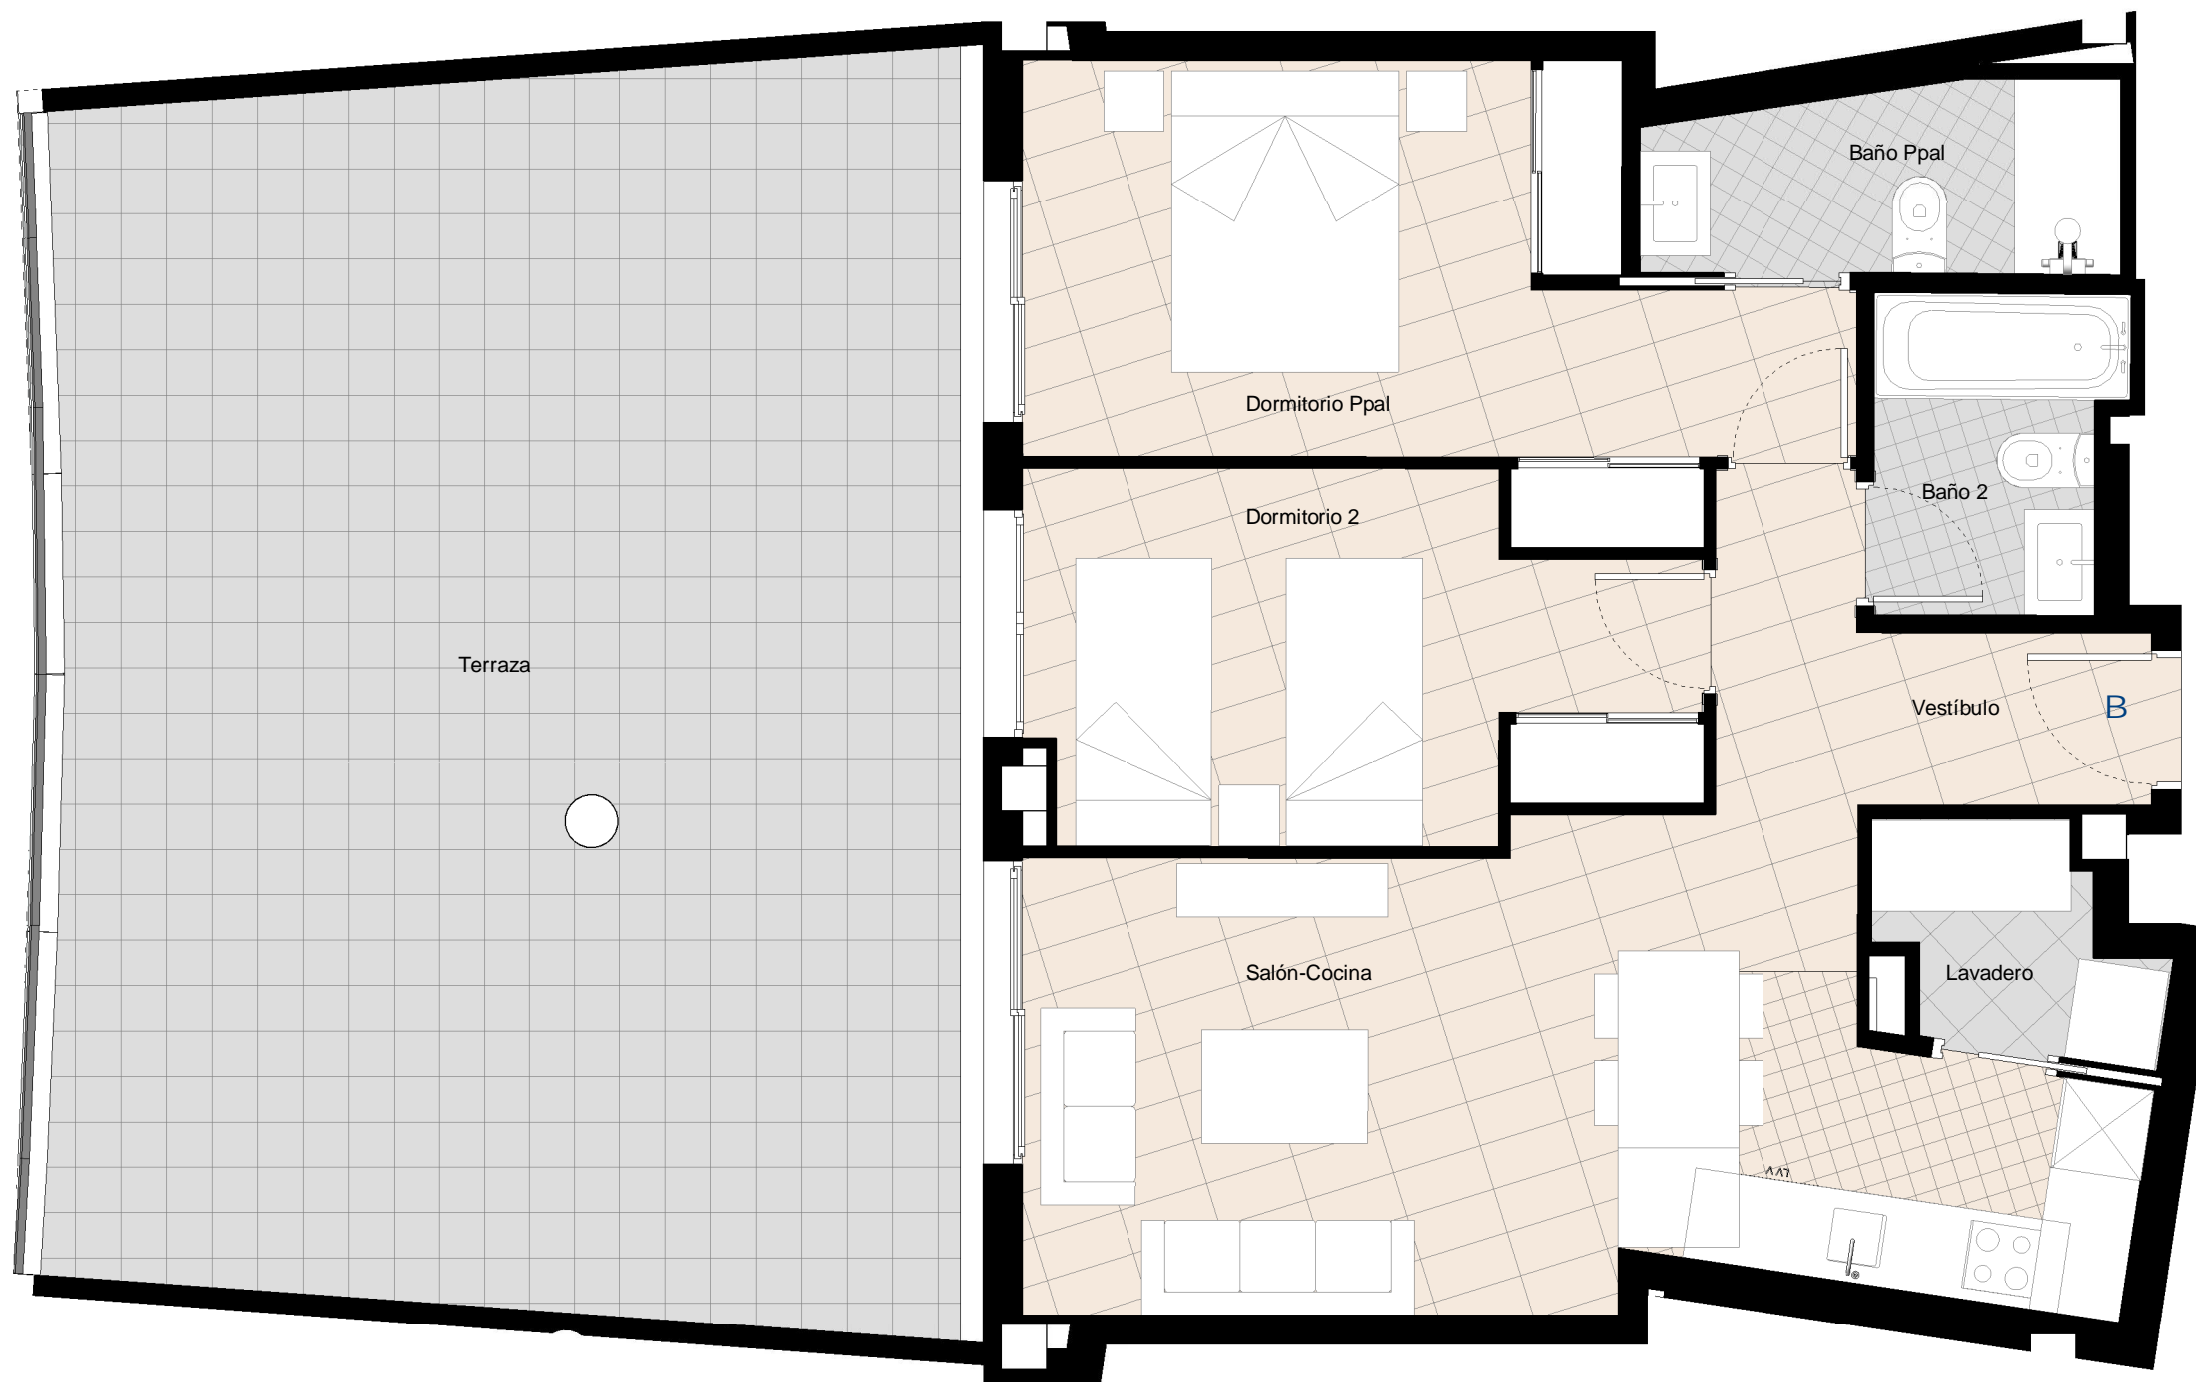 Baño Ppal
Dormitorio Ppal
Baño 2
Dormitorio 2
Terraza
Vestíbulo
B
Salón-Cocina
Lavadero